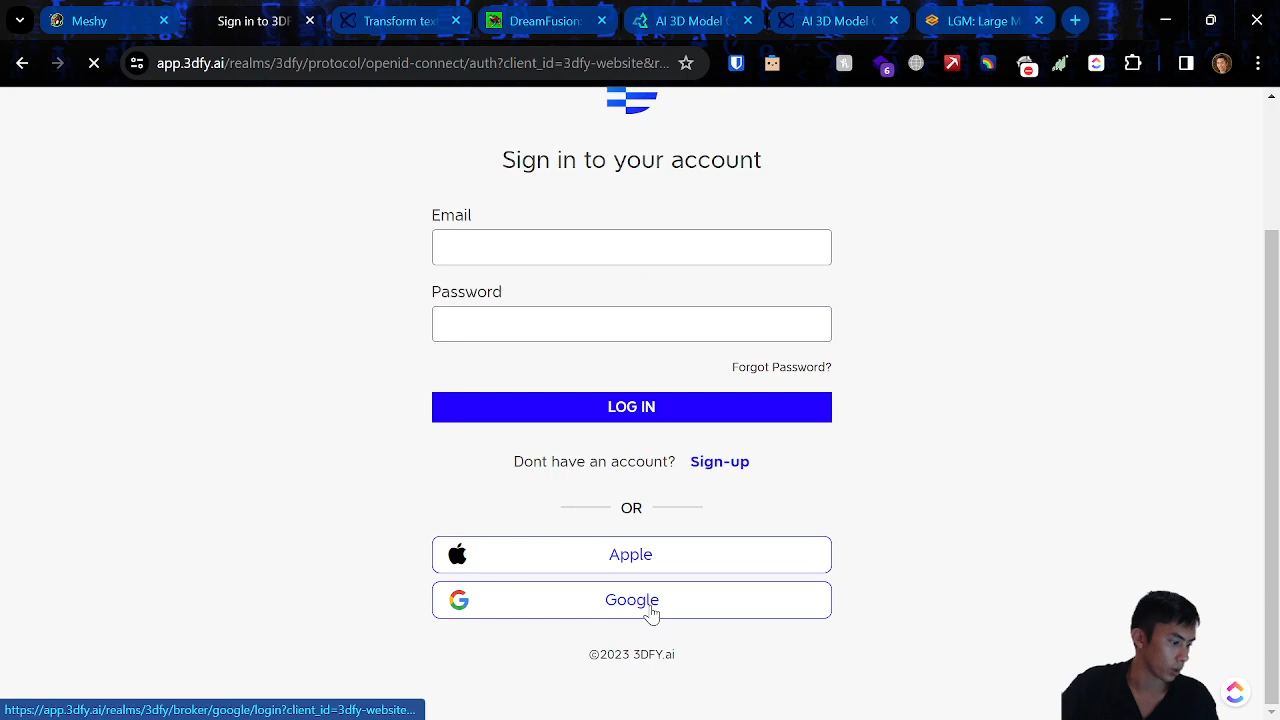 Meshy
Sign in to 3DF
Transform tex
DreamFusion:
AI 3D Model C
AI 3D Model C
LGM: Large M
app.3dfy.ai/realms/3dfy/protocol/openid-connect/auth?client_id=3dfy-website&r...
6
Sign in to your account
Email
Password
Forgot Password?
LOG IN
Dont have an account? Sign-up
OR
Apple
Google
©2023 3DFY.ai
https://app.3dfy.ai/realms/3dfy/broker/google/login?client_id=3dfy-website...